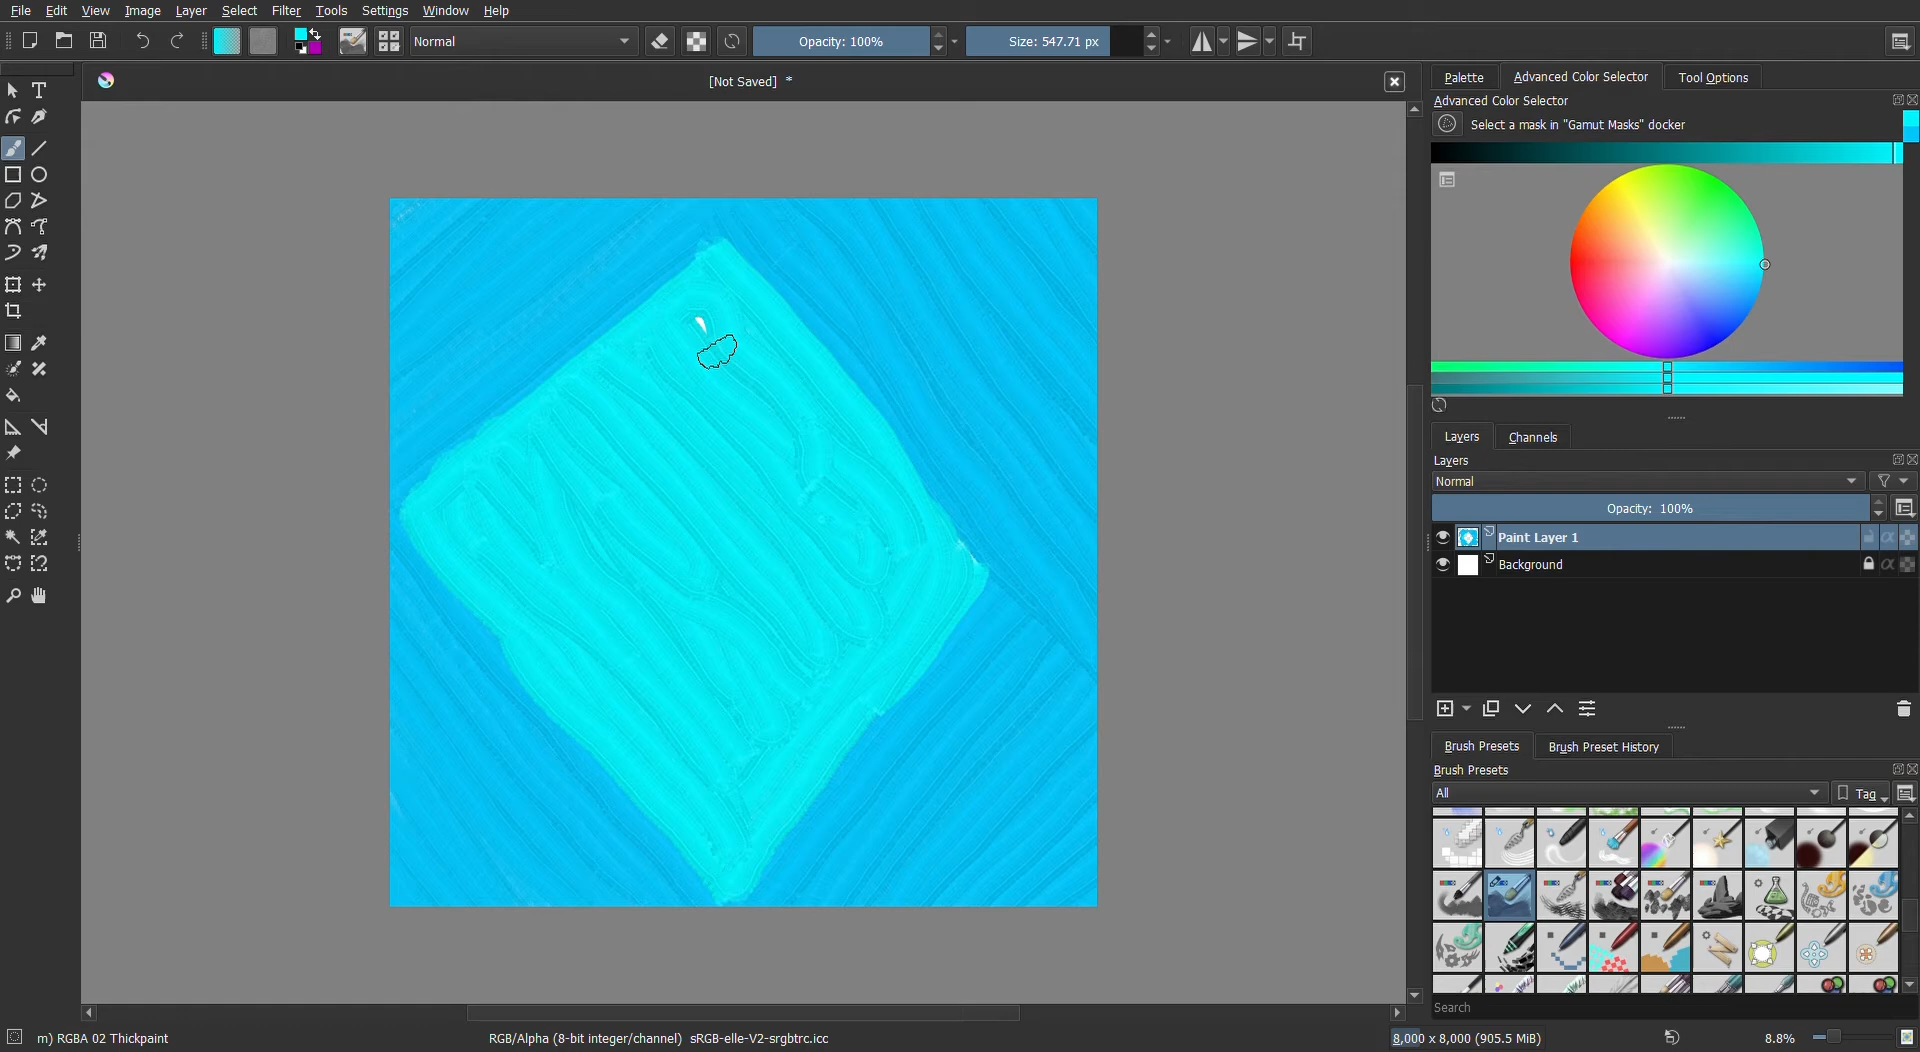 File Edit View Image Layer Select Filter Tools Settings Window Help
Normal Opacity: 100% Size: 547.71 px
[Not Saved] *
Palette Advanced Color Selector Tool Options
Advanced Color Selector
Select a mask in "Gamut Masks" docker
Layers Channels
Layers
Normal
Opacity: 100%
Paint Layer 1
Background
Brush Presets Brush Preset History
Brush Presets
All Tag
Search
m) RGBA 02 Thickpaint RGB/Alpha (8-bit integer/channel) sRGB-elle-V2-srgbtrc.icc 8,000 x 8,000 (905.5 MiB) 8.8%